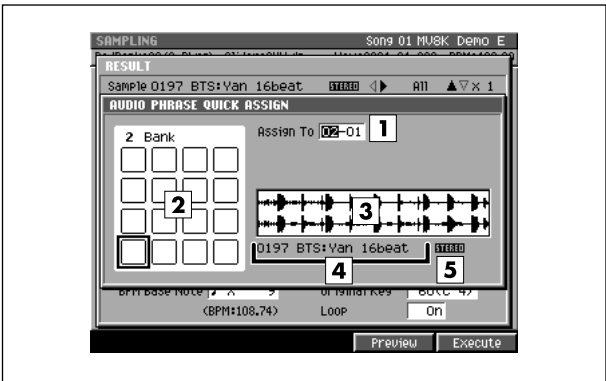 SAMPLING Song 01 MV8K Demo E
RESULT
Sample 0197 BTS:Yan 16beat STEREO All X 1
AUDIO PHRASE QUICK ASSIGN
2 Bank
Assign To 02-01 1
2
3
0197 BTS:Yan 16beat STEREO
4 5
BPM Base Note Original Key
(BPM:108.74) Loop On
Preview Execute